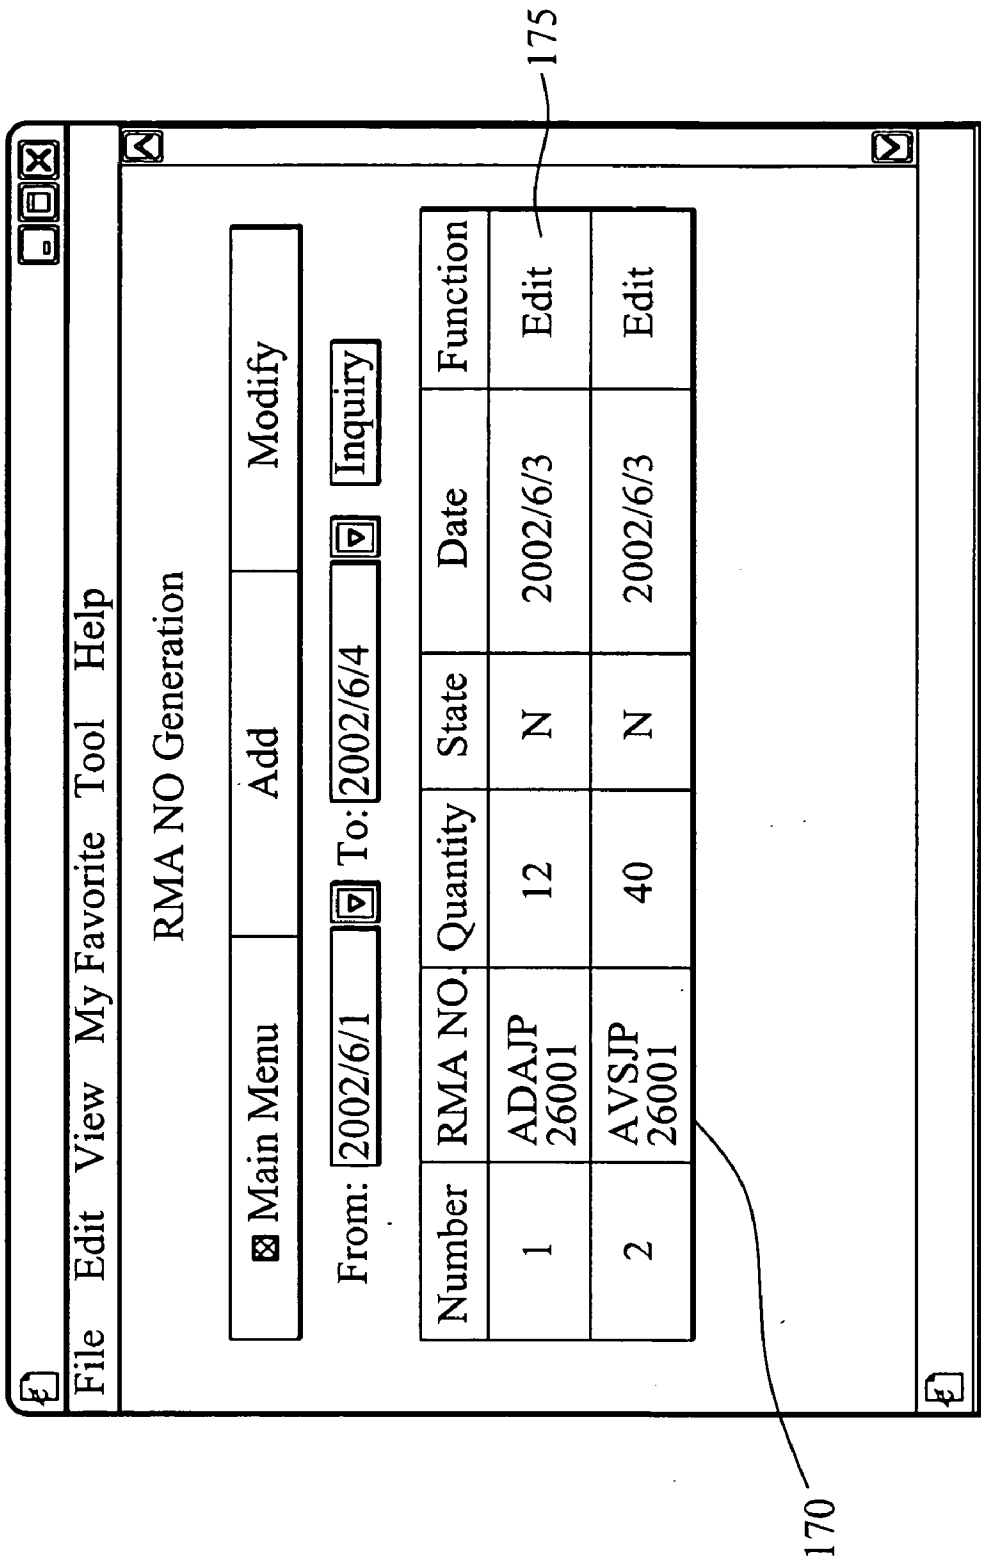 File Edit View My Favorite Tool Help
RMA NO Generation
Main Menu Add Modify
From: 2002/6/1 To: 2002/6/4 Inquiry
Number RMA NO. Quantity State Date Function
1 ADAJP 26001 12 N 2002/6/3 Edit
2 AVSJP 26001 40 N 2002/6/3 Edit
170
175